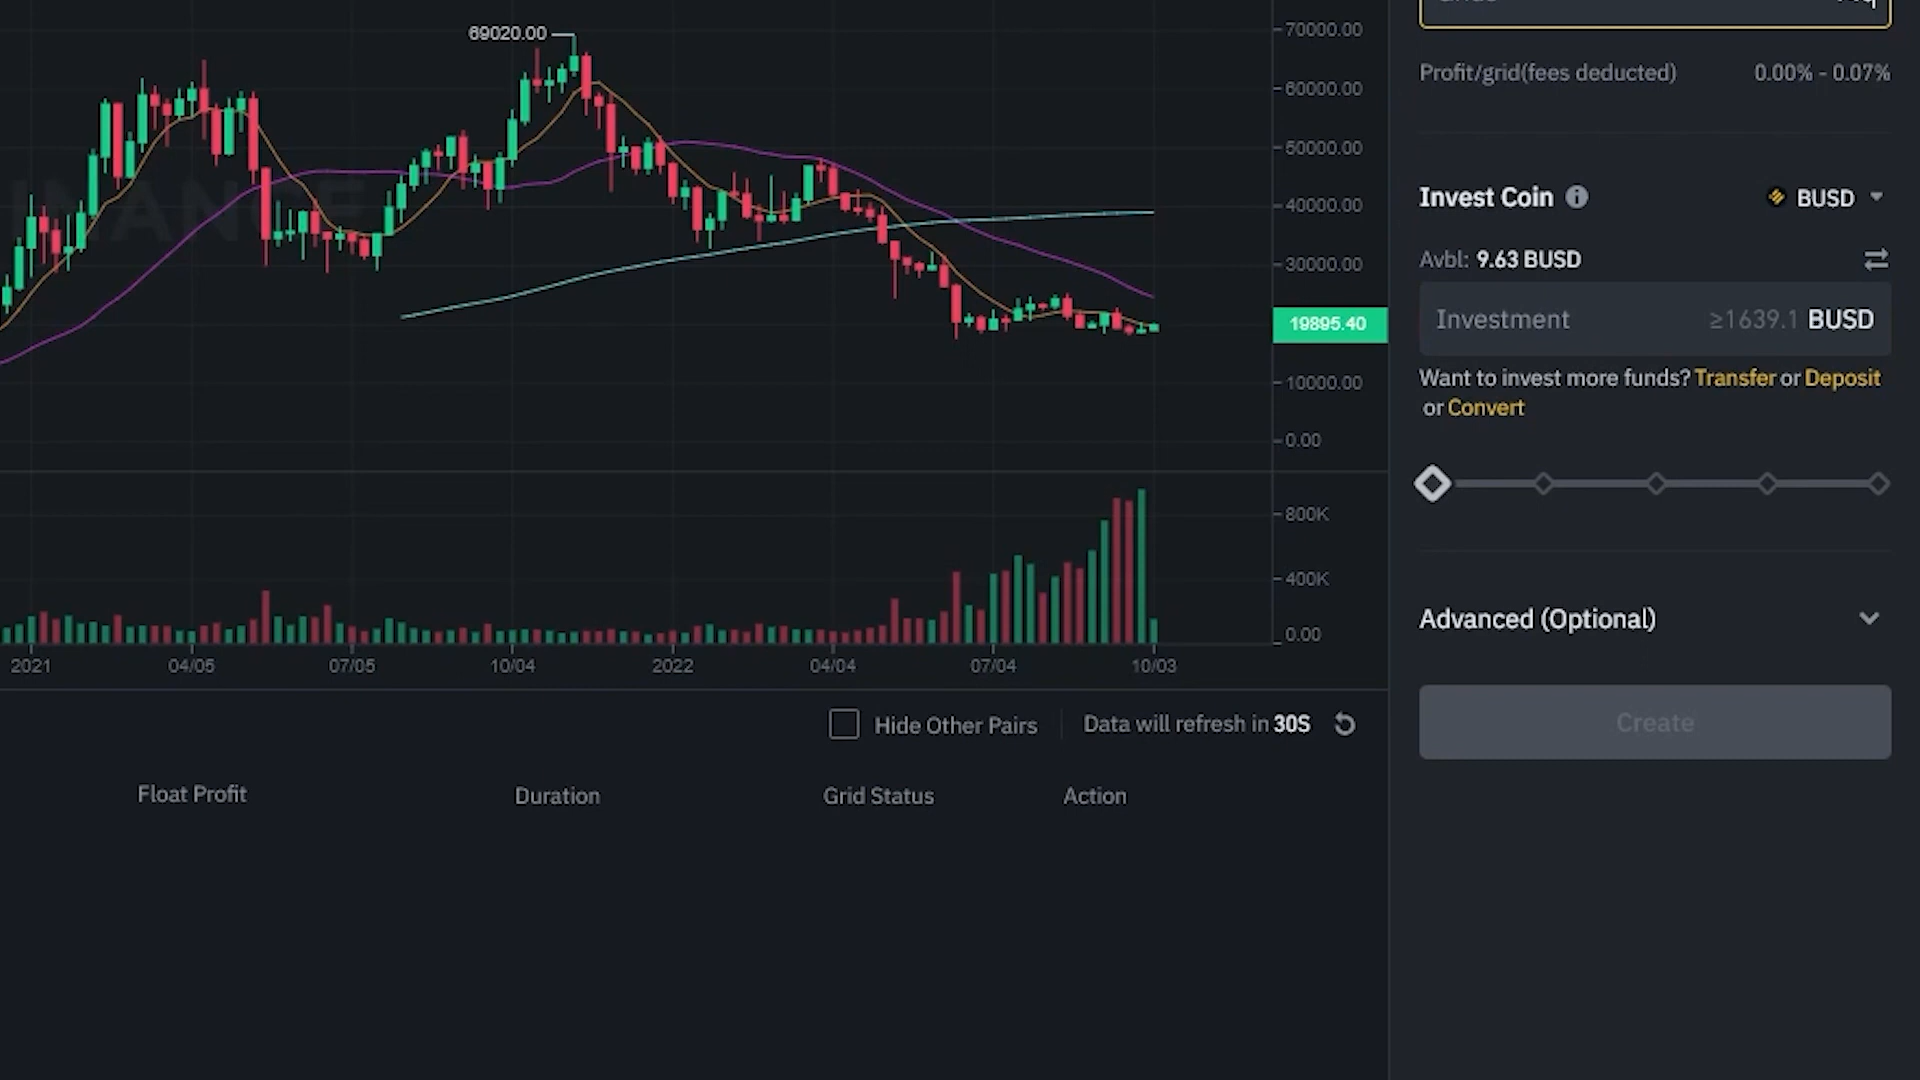 69020.00
70000.00
60000.00
50000.00
40000.00
30000.00
19895.40
10000.00
0.00
800K
400K
0.00
2021 04/05 07/05 10/04 2022 04/04 07/04 10/03
Hide Other Pairs Data will refresh in 30S
Float Profit Duration Grid Status Action
Profit/grid(fees deducted) 0.00% - 0.07%
Invest Coin BUSD
Avbl: 9.63 BUSD
Investment ≥1639.1 BUSD
Want to invest more funds? Transfer or Deposit
or Convert
Advanced (Optional)
Create